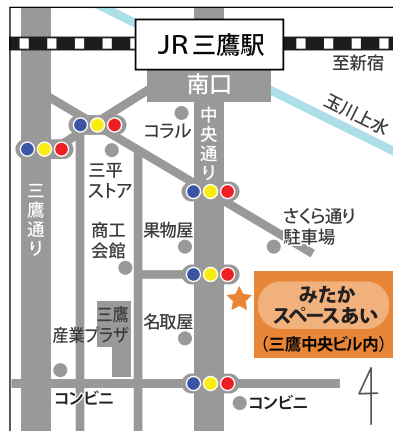 JR三鷹駅
至新宿
南口
玉川上水
コラル
中央通り
三平
ストア
三鷹通り
さくら通り
駐車場
商工
会館
果物屋
みたか
スペースあい
(三鷹中央ビル内)
三鷹
産業プラザ
名取屋
コンビニ
コンビニ